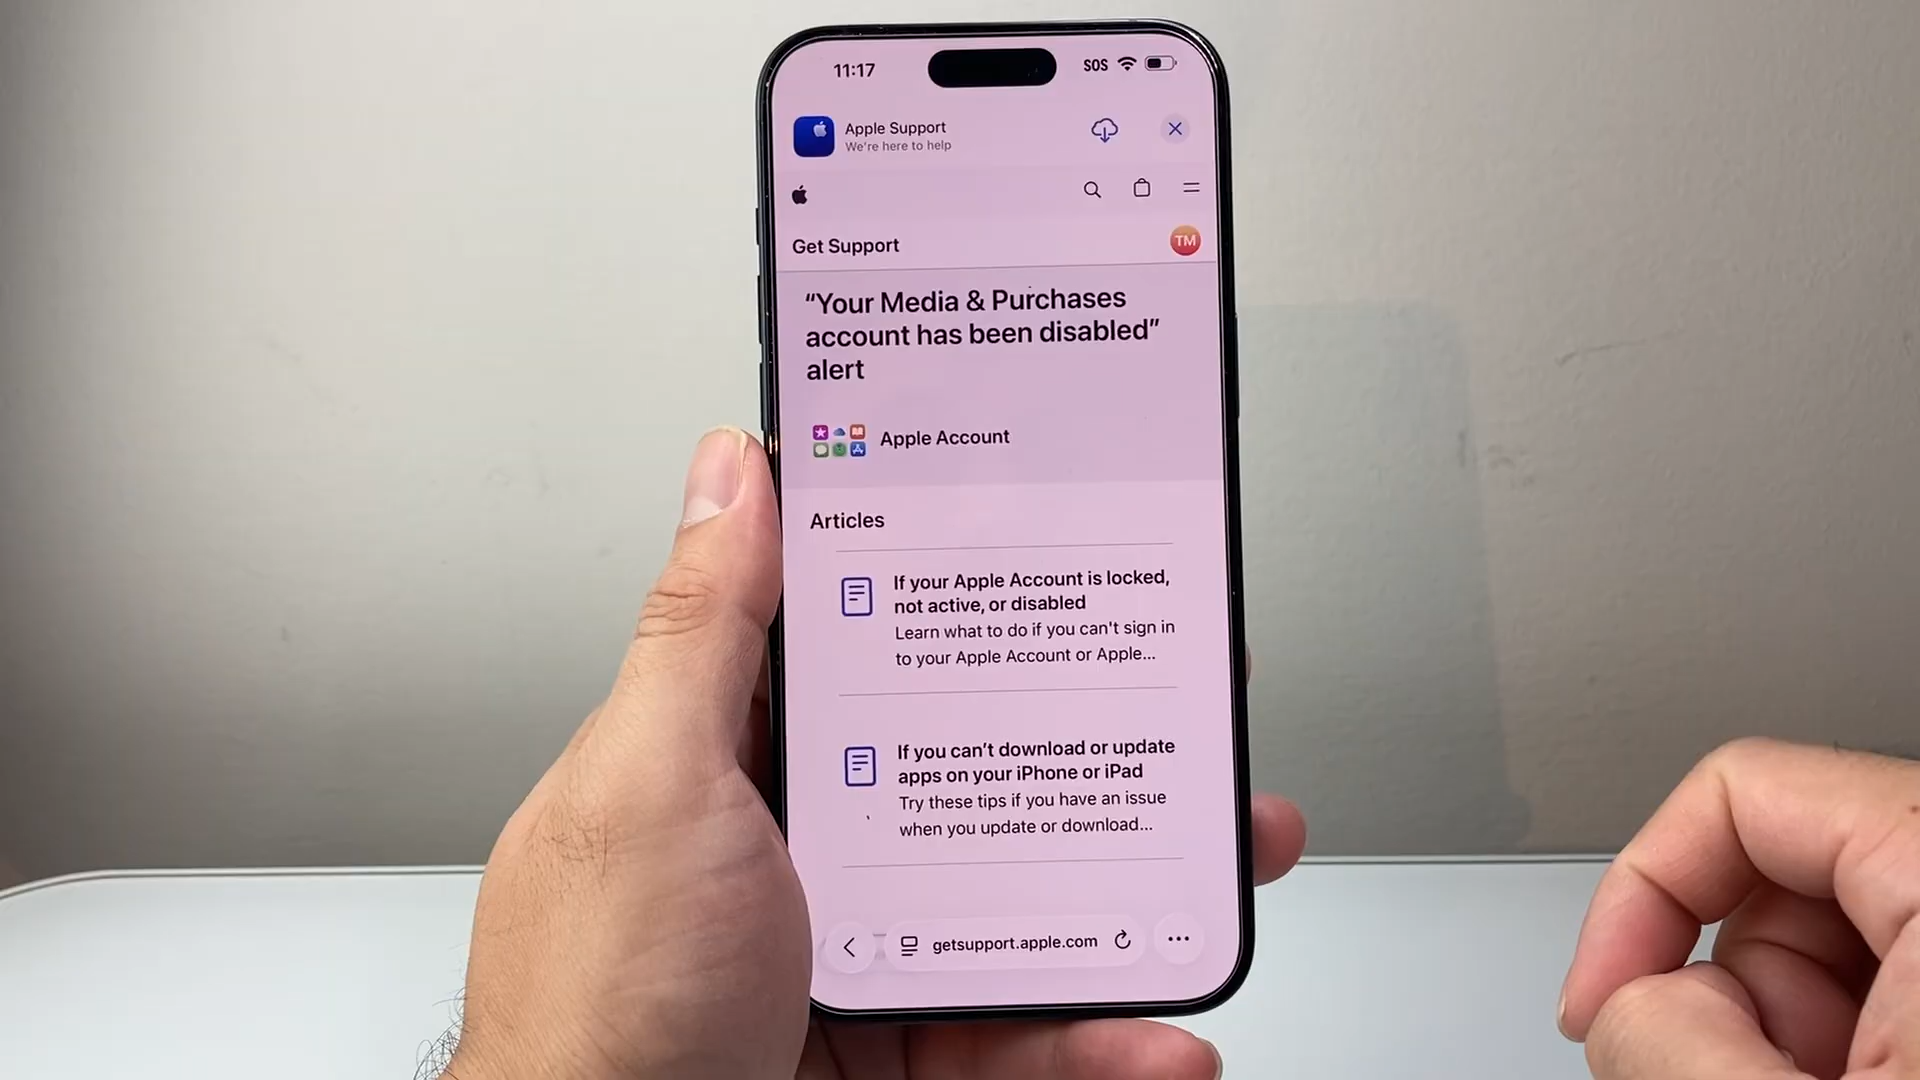 11:17
SOS
Apple Support
We're here to help
Get Support
TM
“Your Media & Purchases
account has been disabled”
alert
Apple Account
Articles
If your Apple Account is locked,
not active, or disabled
Learn what to do if you can't sign in
to your Apple Account or Apple...
If you can’t download or update
apps on your iPhone or iPad
Try these tips if you have an issue
when you update or download...
getsupport.apple.com